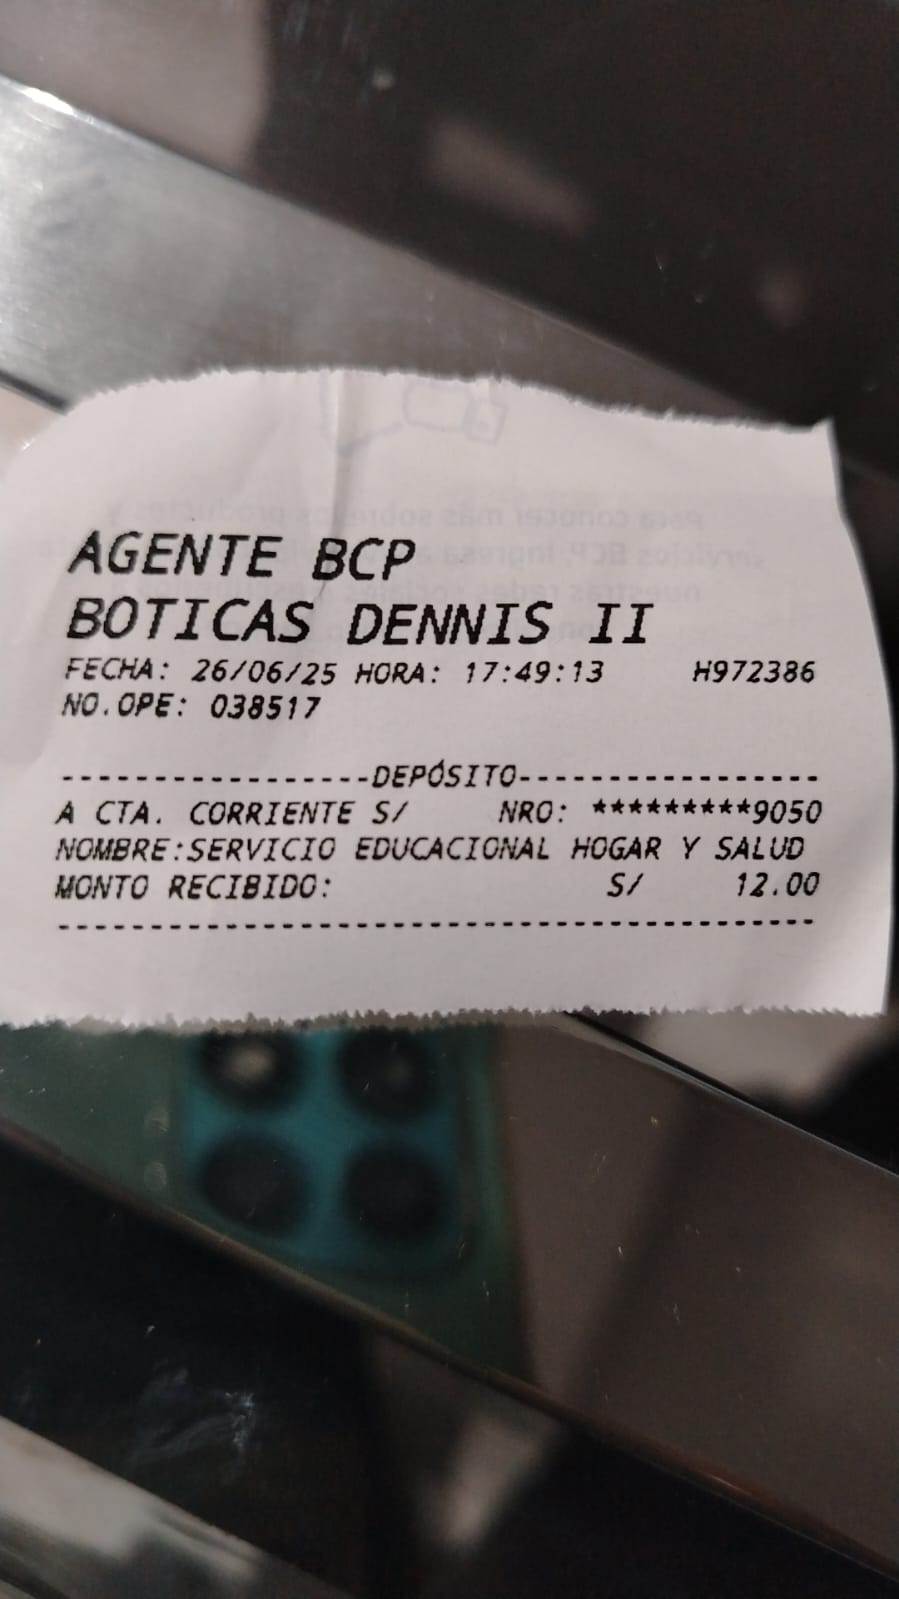 AGENTE BCP
BOTICAS DENNIS II
FECHA: 26/06/25 HORA: 17:49:13 H972386
NO.OPE: 038517
------------------DEPÓSITO-----------------
A CTA. CORRIENTE S/ NRO: *********9050
NOMBRE:SERVICIO EDUCACIONAL HOGAR Y SALUD
MONTO RECIBIDO: S/ 12.00
------------------------------------------